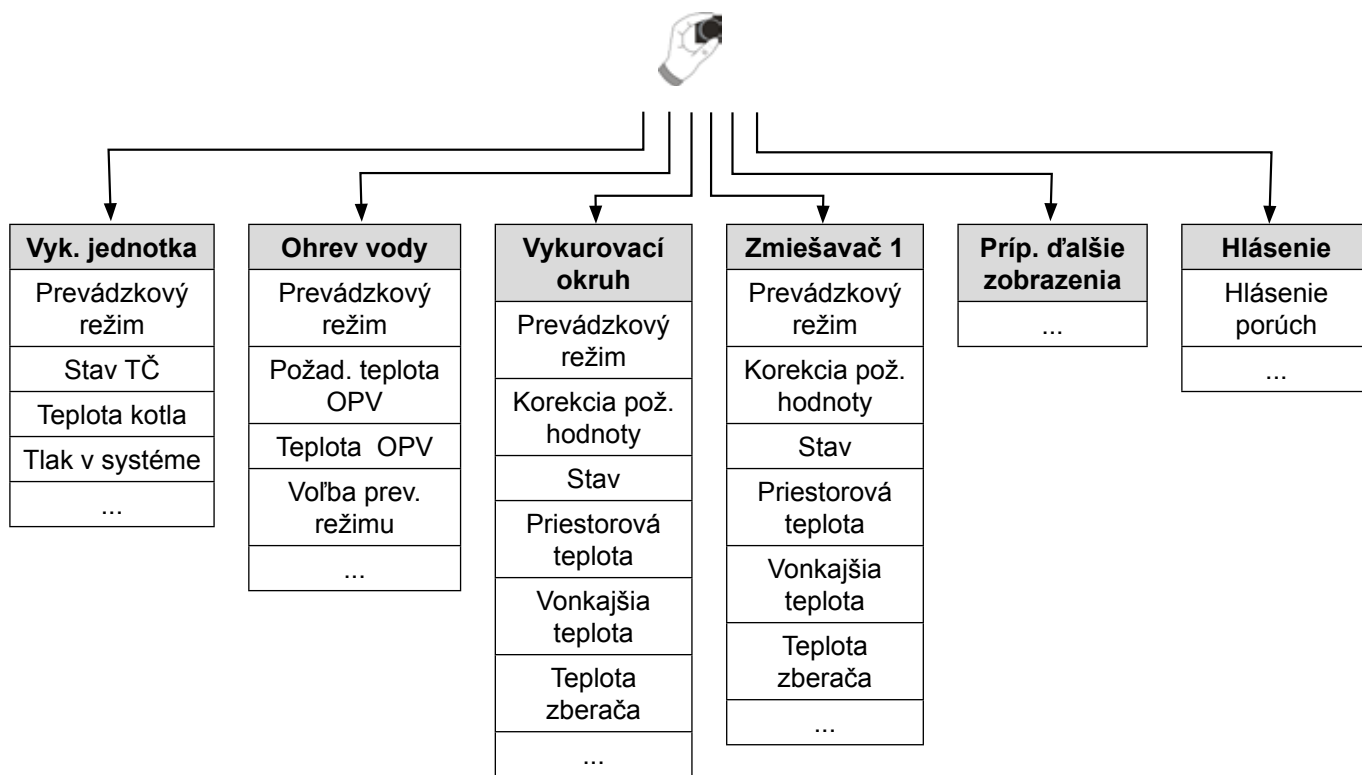 Vyk. jednotka
Prevádzkový
režim
Stav TČ
Teplota kotla
Tlak v systéme
...
Ohrev vody
Prevádzkový
režim
Požad. teplota
OPV
Teplota OPV
Voľba prev.
režimu
...
Vykurovací
okruh
Prevádzkový
režim
Korekcia pož.
hodnoty
Stav
Priestorová
teplota
Vonkajšia
teplota
Teplota
zberača
...
Zmiešavač 1
Prevádzkový
režim
Korekcia pož.
hodnoty
Stav
Priestorová
teplota
Vonkajšia
teplota
Teplota
zberača
...
Príp. ďalšie
zobrazenia
...
Hlásenie
Hlásenie
porúch
...